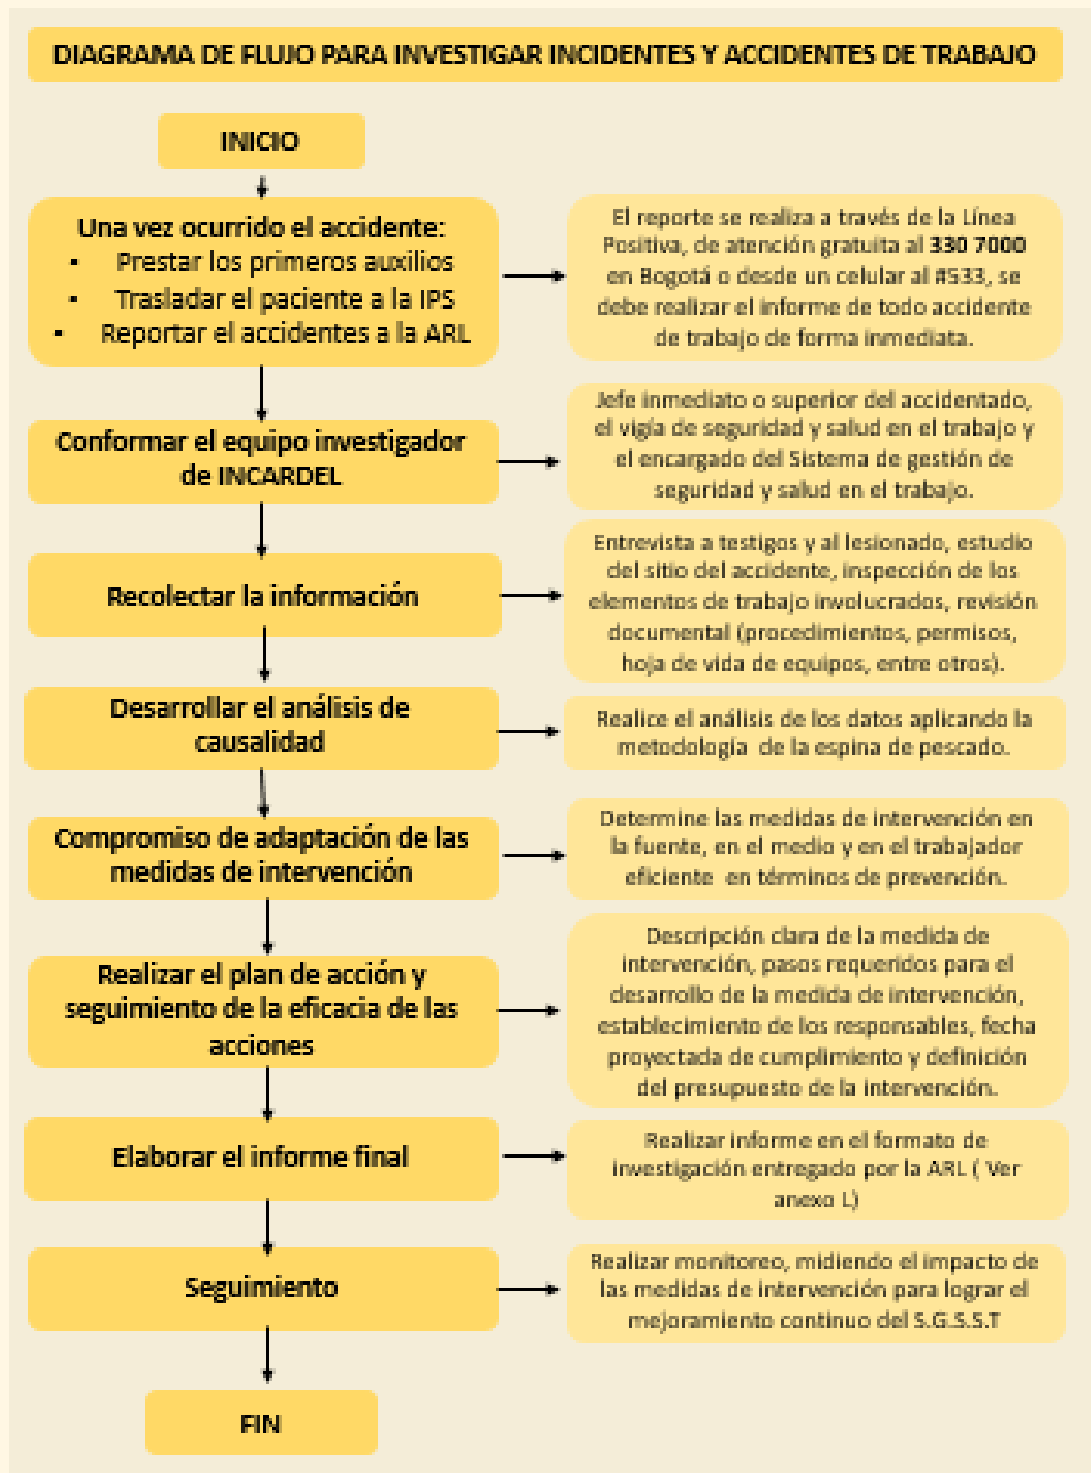 DIAGRAMA DE FLUJO PARA INVESTIGAR INCIDENTES Y ACCIDENTES DE TRABAJO
INICIO
Una vez ocurrido el accidente:
▪ Prestar los primeros auxilios
▪ Trasladar el paciente a la IPS
▪ Reportar el accidentes a la ARL
El reporte se realiza a través de la Línea
Positiva, de atención gratuita al 330 7000
en Bogotá o desde un celular al #533, se
debe realizar el informe de todo accidente
de trabajo de forma inmediata.
Conformar el equipo investigador
de INCARDEL
Jefe inmediato o superior del accidentado,
el vigía de seguridad y salud en el trabajo y
el encargado del Sistema de gestión de
seguridad y salud en el trabajo.
Recolectar la información
Entrevista a testigos y al lesionado, estudio
del sitio del accidente, inspección de los
elementos de trabajo involucrados, revisión
documental (procedimientos, permisos,
hoja de vida de equipos, entre otros).
Desarrollar el análisis de
causalidad
Realice el análisis de los datos aplicando la
metodología de la espina de pescado.
Compromiso de adaptación de las
medidas de intervención
Determine las medidas de intervención en
la fuente, en el medio y en el trabajador
eficiente en términos de prevención.
Realizar el plan de acción y
seguimiento de la eficacia de las
acciones
Descripción clara de la medida de
intervención, pasos requeridos para el
desarrollo de la medida de intervención,
establecimiento de los responsables, fecha
proyectada de cumplimiento y definición
del presupuesto de la intervención.
Elaborar el informe final
Realizar informe en el formato de
investigación entregado por la ARL ( Ver
anexo L)
Seguimiento
Realizar monitoreo, midiendo el impacto de
las medidas de intervención para lograr el
mejoramiento continuo del S.G.S.S.T
FIN